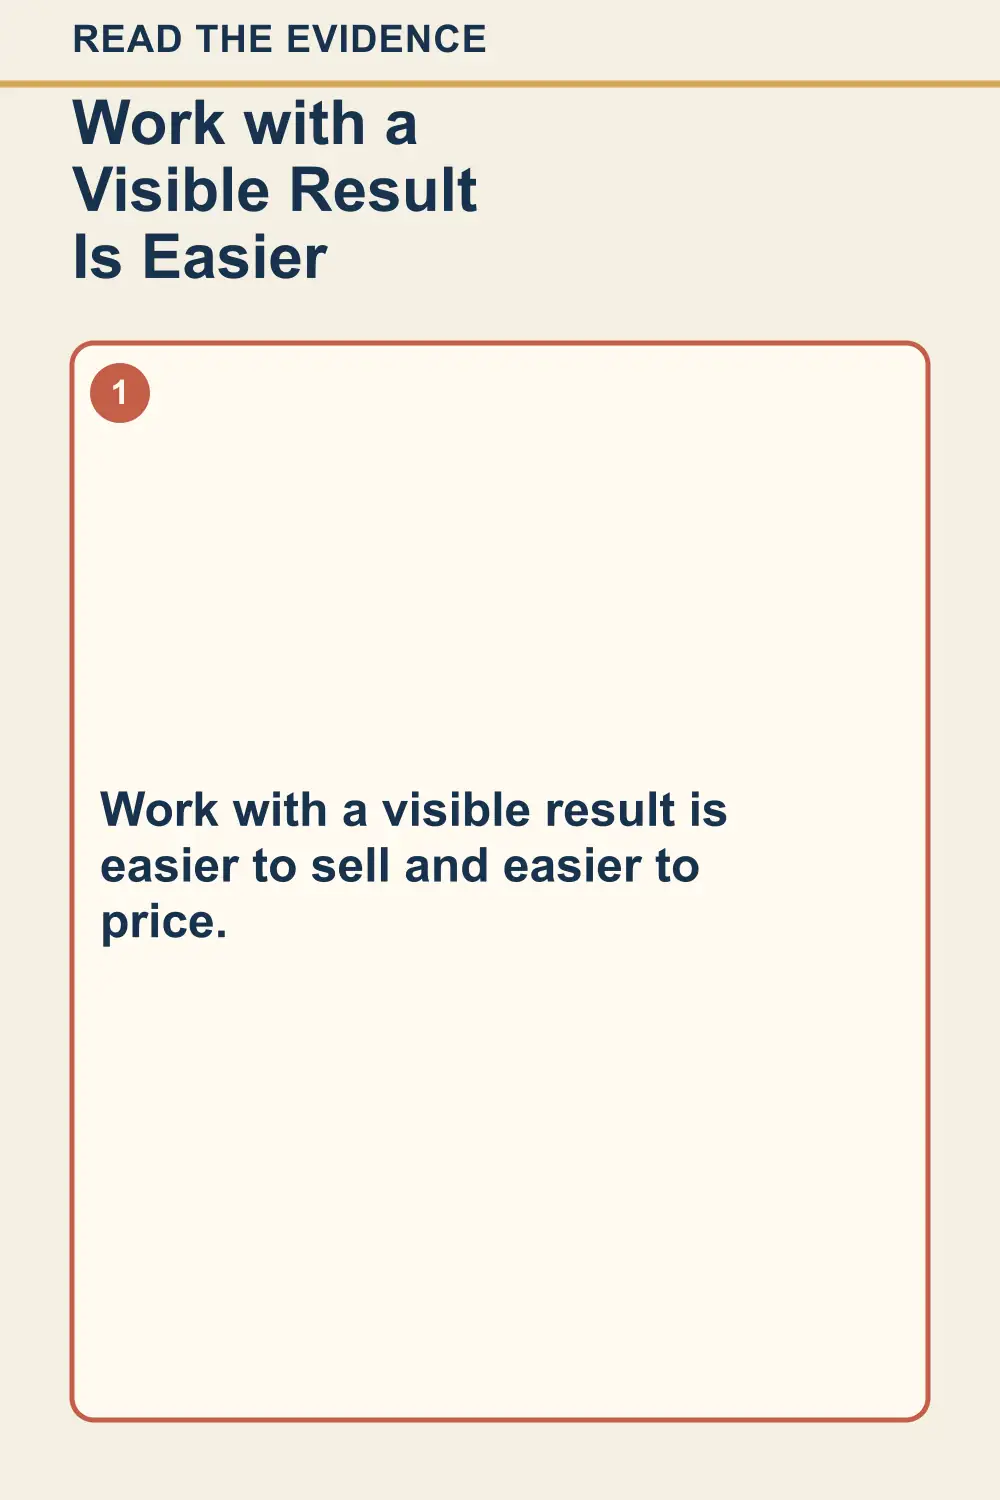 READ THE EVIDENCE
Work with a
Visible Result
Is Easier
1
Work with a visible result is
easier to sell and easier to
price.